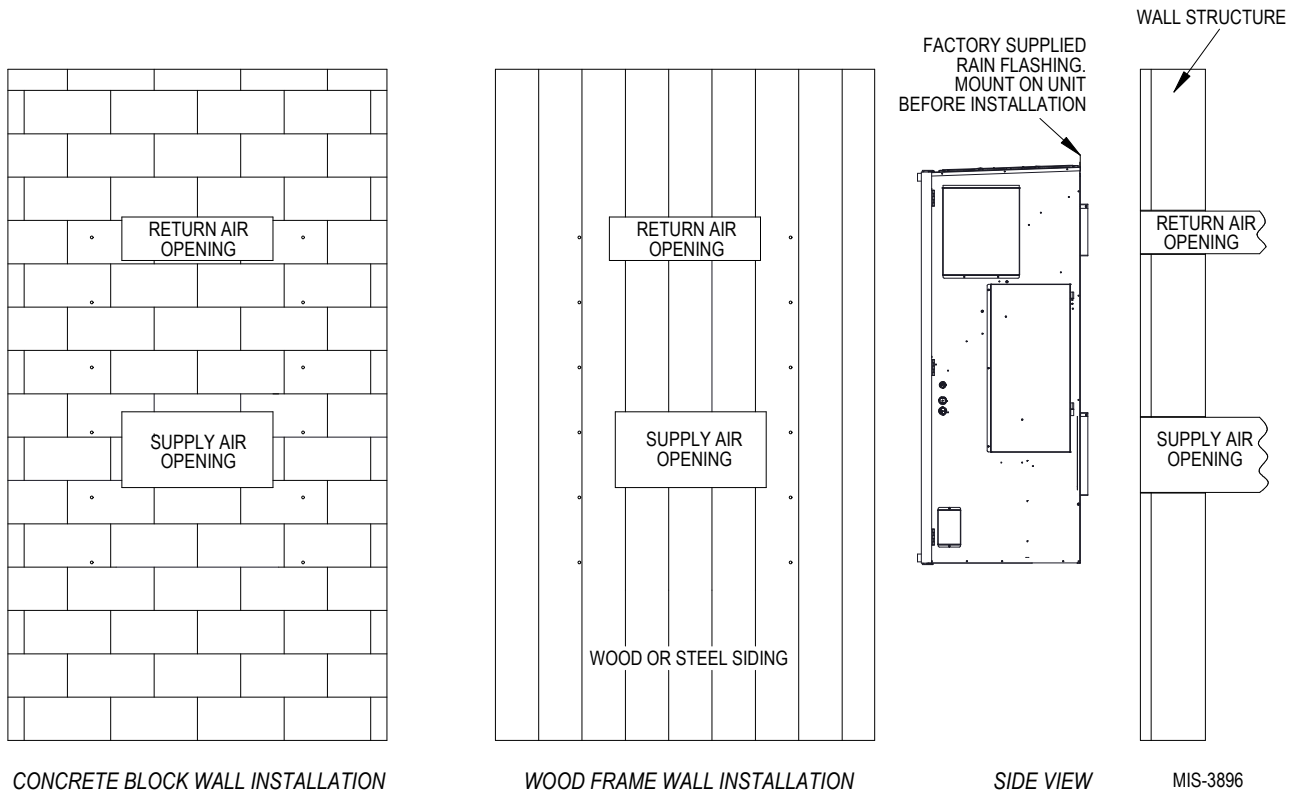 WALL STRUCTURE
FACTORY SUPPLIED
RAIN FLASHING.
MOUNT ON UNIT
BEFORE INSTALLATION
RETURN AIR
OPENING
RETURN AIR
OPENING
RETURN AIR
OPENING
SUPPLY AIR
OPENING
SUPPLY AIR
OPENING
SUPPLY AIR
OPENING
WOOD OR STEEL SIDING
CONCRETE BLOCK WALL INSTALLATION
WOOD FRAME WALL INSTALLATION
SIDE VIEW
MIS-3896